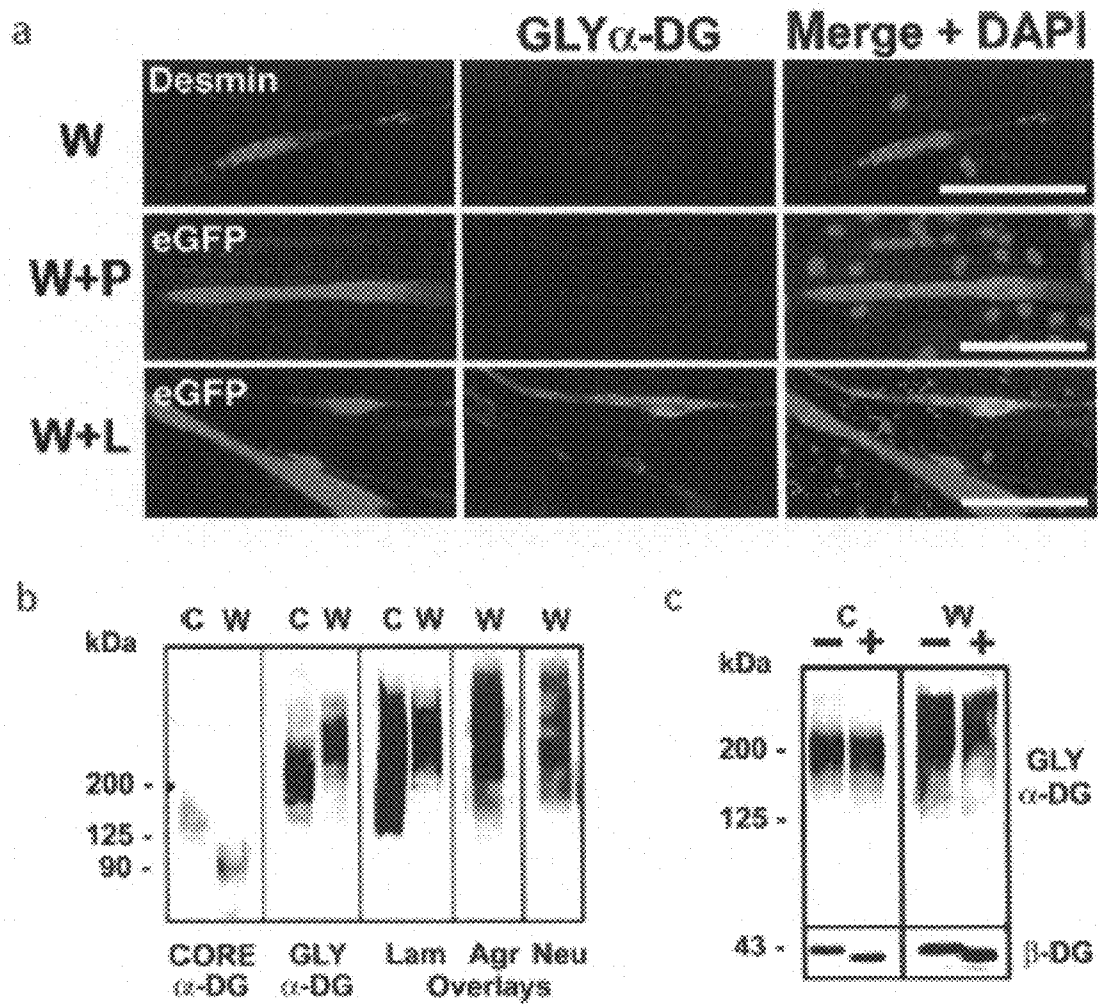 a
GLYα-DG Merge + DAPI
W Desmin
W+P eGFP
W+L eGFP
b
C W C W C W W W
kDa
200 -
125 -
90 -
CORE α-DG
GLY α-DG
Lam Agr Neu
Overlays
c
C W
− + − +
kDa
200 -
125 -
43 -
GLY α-DG
β-DG